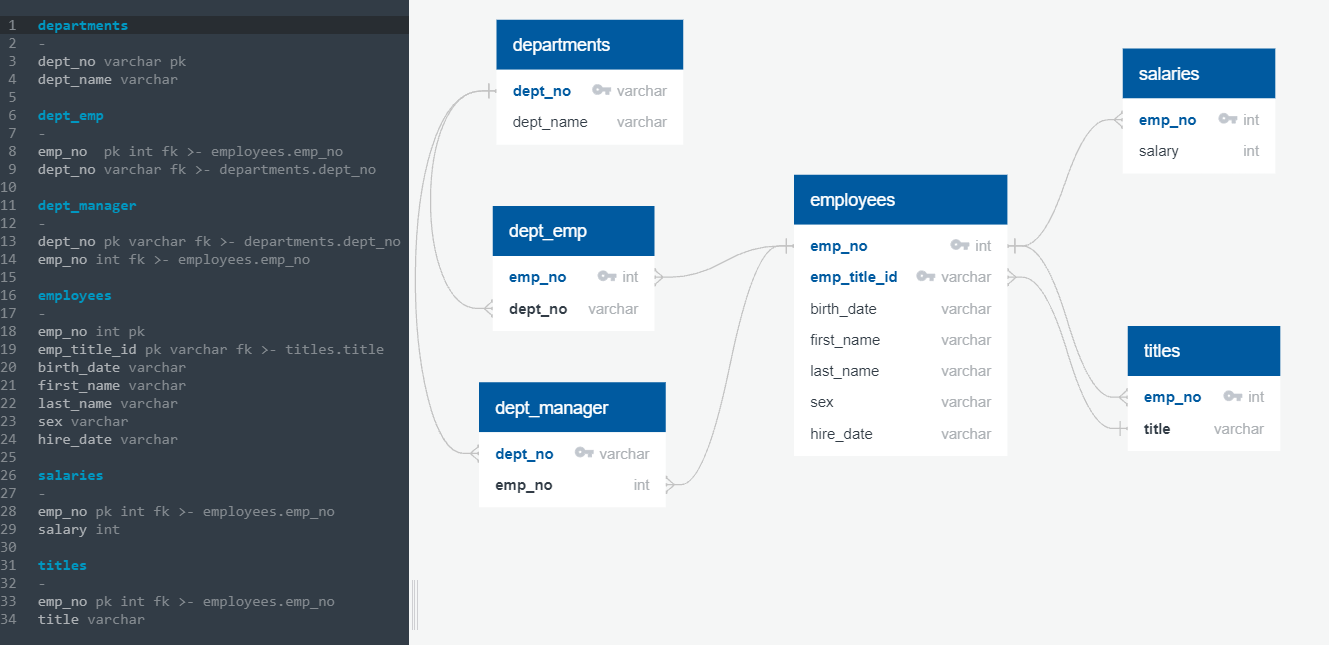 1 departments
2 -
3 dept_no varchar pk
4 dept_name varchar
5
6 dept_emp
7 -
8 emp_no  pk int fk >- employees.emp_no
9 dept_no varchar fk >- departments.dept_no
10
11 dept_manager
12 -
13 dept_no pk varchar fk >- departments.dept_no
14 emp_no int fk >- employees.emp_no
15
16 employees
17 -
18 emp_no int pk
19 emp_title_id pk varchar fk >- titles.title
20 birth_date varchar
21 first_name varchar
22 last_name varchar
23 sex varchar
24 hire_date varchar
25
26 salaries
27 -
28 emp_no pk int fk >- employees.emp_no
29 salary int
30
31 titles
32 -
33 emp_no pk int fk >- employees.emp_no
34 title varchar
departments
dept_no varchar
dept_name varchar
dept_emp
emp_no int
dept_no varchar
dept_manager
dept_no varchar
emp_no int
employees
emp_no int
emp_title_id varchar
birth_date varchar
first_name varchar
last_name varchar
sex varchar
hire_date varchar
salaries
emp_no int
salary int
titles
emp_no int
title varchar